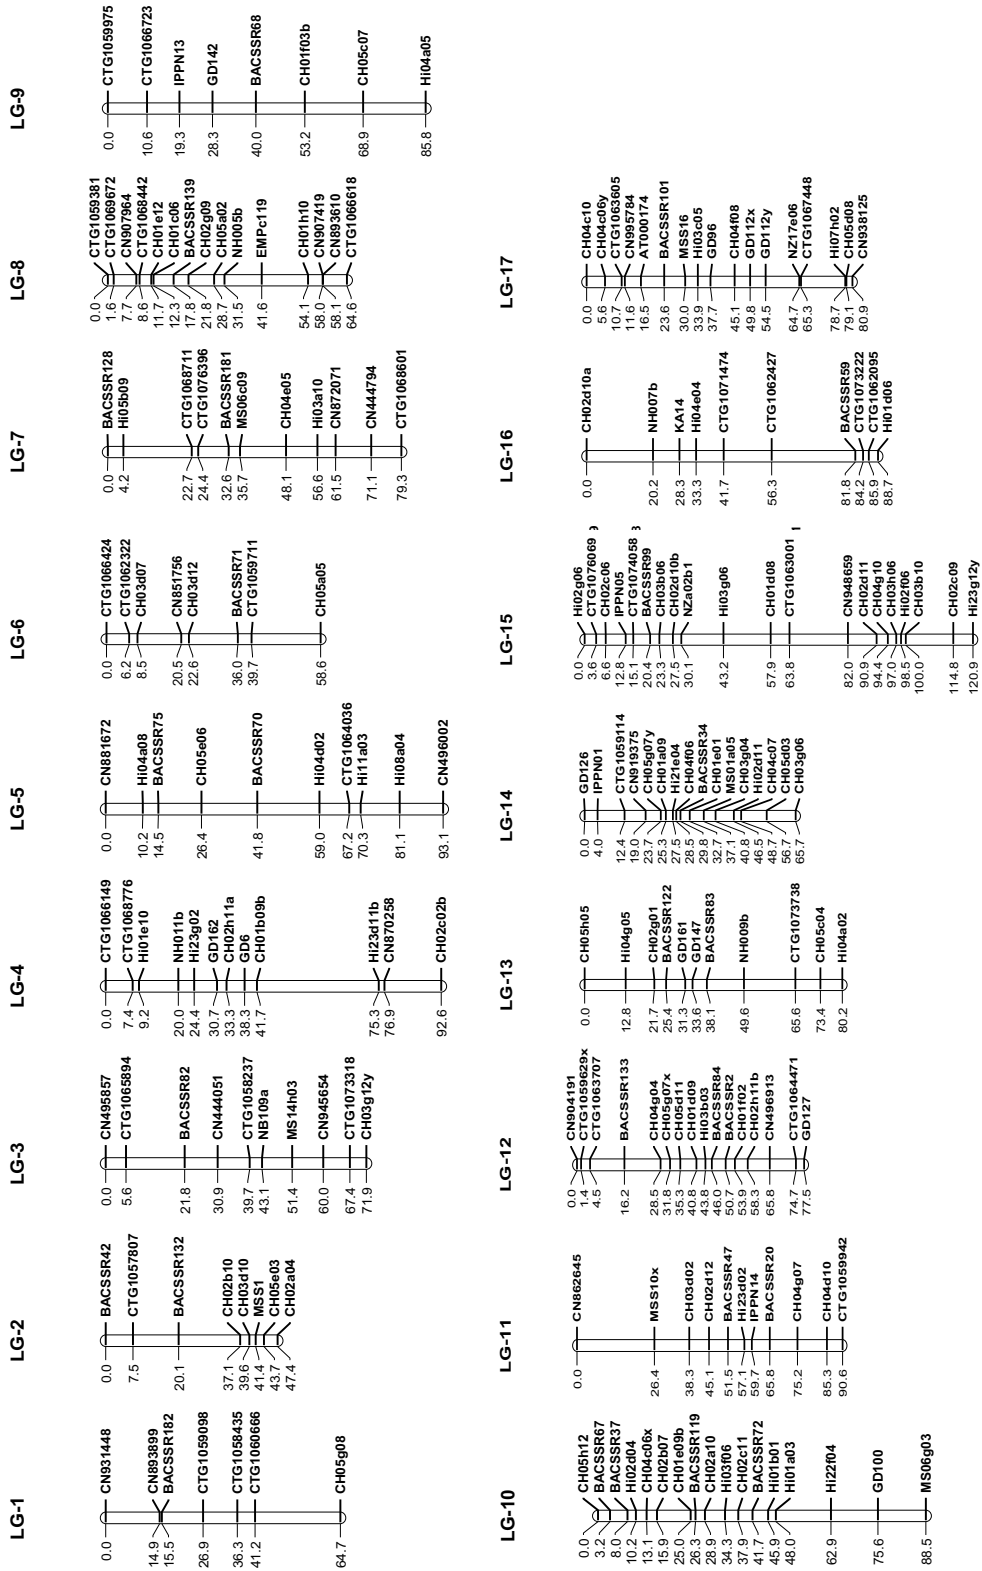 LG-1
0.0 CN931448
14.9 CN893899
15.5 BACSSR182
26.9 CTG1059098
36.3 CTG1058435
41.2 CTG1060666
64.7 CH05g08
LG-2
0.0 BACSSR42
7.5 CTG1057807
20.1 BACSSR132
37.1 CH02b10
39.6 CH03d10
41.4 MSS1
43.7 CH05e03
47.4 CH02a04
LG-3
0.0 CN495857
5.6 CTG1065894
21.8 BACSSR82
30.9 CN444051
39.7 CTG1058237
43.1 NB109a
51.4 MS14h03
60.0 CN945654
67.4 CTG1073318
71.9 CH03g12y
LG-4
0.0 CTG1066149
7.4 CTG1068776
9.2 Hi01e10
20.0 NH011b
24.4 Hi23g02
30.7 GD162
33.3 CH02h11a
38.3 GD6
41.7 CH01b09b
75.3 Hi23d11b
76.9 CN870258
92.6 CH02c02b
LG-5
0.0 CN881672
10.2 Hi04a08
14.5 BACSSR75
26.4 CH05e06
41.8 BACSSR70
59.0 Hi04d02
67.2 CTG1064036
70.3 Hi11a03
81.1 Hi08a04
93.1 CN496002
LG-6
0.0 CTG1066424
6.2 CTG1062322
8.5 CH03d07
20.5 CN851756
22.6 CH03d12
36.0 BACSSR71
39.7 CTG1059711
58.6 CH05a05
LG-7
0.0 BACSSR128
4.2 Hi05b09
22.7 CTG1068711
24.4 CTG1076396
32.6 BACSSR181
35.7 MS06c09
48.1 CH04e05
56.6 Hi03a10
61.5 CN872071
71.1 CN444794
79.3 CTG1068601
LG-8
0.0 CTG1059381
1.6 CTG1069672
7.7 CN907964
8.6 CTG1068442
11.7 CH01e12
12.3 CH01c06
17.8 BACSSR139
21.8 CH02g09
28.7 CH05a02
31.5 NH005b
41.6 EMPc119
54.1 CH01h10
58.0 CN907419
58.1 CN893610
64.6 CTG1066618
LG-9
0.0 CTG1059975
10.6 CTG1066723
19.3 IPPN13
28.3 GD142
40.0 BACSSR68
53.2 CH01f03b
68.9 CH05c07
85.8 Hi04a05
LG-10
0.0 CH05h12
3.2 BACSSR67
8.0 BACSSR37
10.2 Hi02d04
13.1 CH04c06x
15.9 CH02b07
25.0 CH01e09b
26.3 BACSSR119
28.9 CH02a10
34.3 Hi03f06
37.9 CH02c11
41.7 BACSSR72
45.9 Hi01b01
48.0 Hi01a03
62.9 Hi22f04
75.6 GD100
88.5 MS06g03
LG-11
0.0 CN862645
26.4 MSS10x
38.3 CH03d02
45.1 CH02d12
51.5 BACSSR47
57.1 Hi23d02
59.7 IPPN14
65.8 BACSSR20
75.2 CH04g07
85.3 CH04d10
90.6 CTG1059942
LG-12
0.0 CN904191
1.4 CTG1059629x
4.5 CTG1063707
16.2 BACSSR133
28.5 CH04g04
31.8 CH05g07x
35.3 CH05d11
40.8 CH01d09
43.8 Hi03b03
46.0 BACSSR84
50.7 BACSSR2
53.9 CH01f02
58.3 CH02h11b
65.8 CN496913
74.7 CTG1064471
77.5 GD127
LG-13
0.0 CH05h05
12.8 Hi04g05
21.7 CH02g01
25.4 BACSSR122
31.3 GD161
33.6 GD147
38.1 BACSSR83
49.6 NH009b
65.6 CTG1073738
73.4 CH05c04
80.2 Hi04a02
LG-14
0.0 GD126
4.0 IPPN01
12.4 CTG1059114
19.0 CN919375
23.7 CH05g07y
25.3 CH01a09
27.5 Hi21e04
28.5 CH04f06
29.8 BACSSR34
32.7 CH01e01
37.1 MS01a05
40.8 CH03g04
46.5 Hi02d11
48.7 CH04c07
56.7 CH05d03
65.7 CH03g06
LG-15
0.0 Hi02g06
3.6 CTG1076069 9
6.6 CH02c06
12.8 IPPN05
15.1 CTG1074058
20.4 BACSSR99
23.3 CH03b06
27.5 CH02d10b
30.1 NZa02b1
43.2 Hi03g06
57.9 CH01d08
63.8 CTG1063001
82.0 CN948659
90.9 CH02d11
94.4 CH04g10
97.0 CH03h06
98.5 Hi02f06
100.0 CH03b10
114.8 CH02c09
120.9 Hi23g12y
LG-16
0.0 CH02d10a
20.2 NH007b
28.3 KA14
33.3 Hi04e04
41.7 CTG1071474
56.3 CTG1062427
81.8 BACSSR59
84.2 CTG1073222
85.9 CTG1062095
88.7 Hi01d06
LG-17
0.0 CH04c10
5.6 CH04c06y
10.7 CTG1063605
11.6 CN995784
16.5 AT000174
23.6 BACSSR101
30.0 MSS16
33.9 Hi03c05
37.7 GD96
45.1 CH04f08
49.8 GD112x
54.5 GD112y
64.7 NZ17e06
65.3 CTG1067448
78.7 Hi07h02
79.1 CH05d08
80.9 CN938125